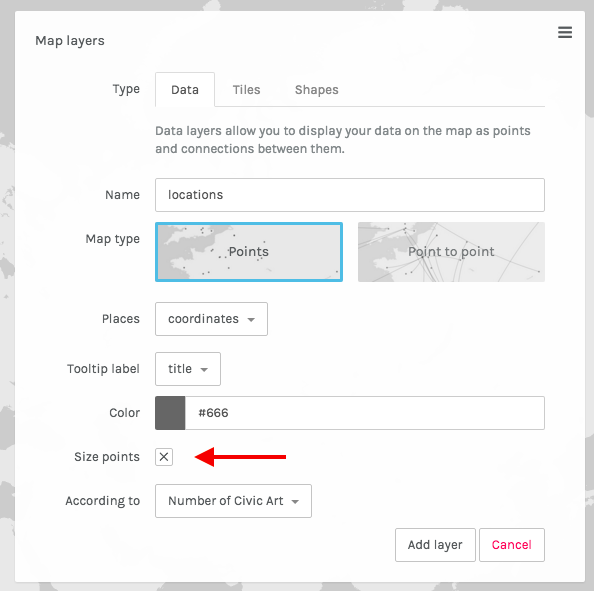 Map layers
Type Data Tiles Shapes
Data layers allow you to display your data on the map as points
and connections between them.
Name locations
Map type Points Point to point
Places coordinates
Tooltip label title
Color #666
Size points
According to Number of Civic Art
Add layer Cancel